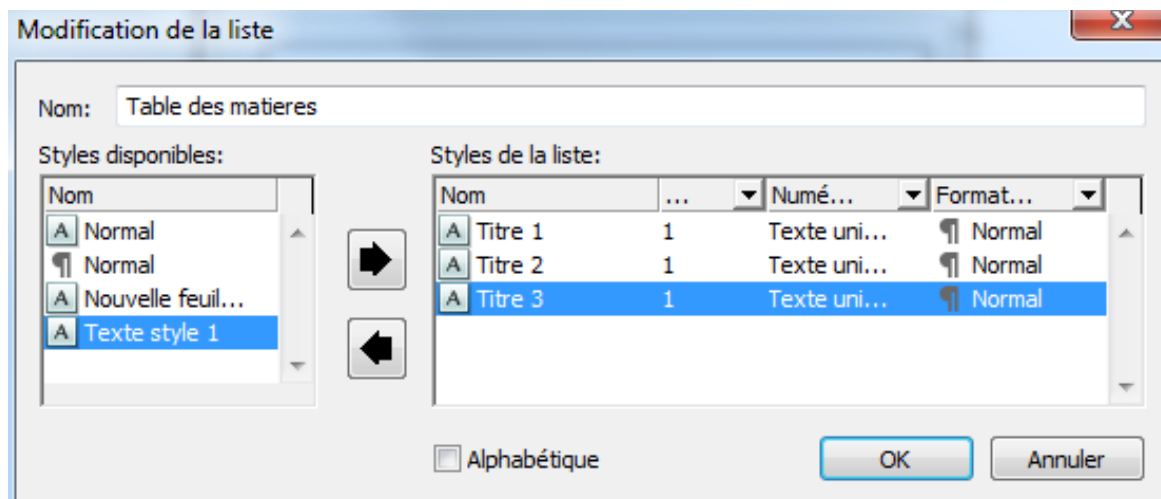 Modification de la liste
Nom: Table des matieres
Styles disponibles: Styles de la liste:
Nom
A Normal
¶ Normal
A Nouvelle feuil...
A Texte style 1
Nom ... Numé... Format...
A Titre 1 1 Texte uni... ¶ Normal
A Titre 2 1 Texte uni... ¶ Normal
A Titre 3 1 Texte uni... ¶ Normal
Alphabétique OK Annuler